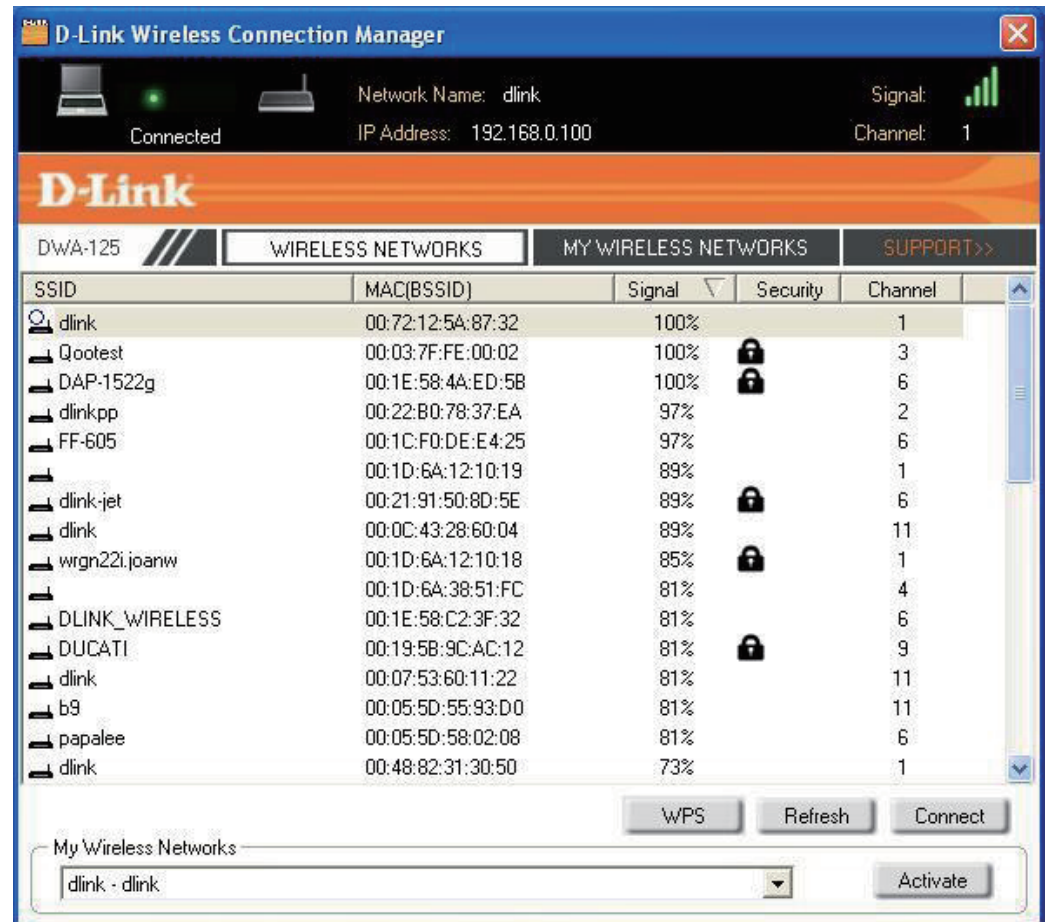 D-Link Wireless Connection Manager
Network Name: dlink Signal:
Connected IP Address: 192.168.0.100 Channel: 1
D-Link
DWA-125 WIRELESS NETWORKS MY WIRELESS NETWORKS SUPPORT>>
SSID MAC(BSSID) Signal Security Channel
dlink 00:72:12:5A:87:32 100% 1
Qootest 00:03:7F:FE:00:02 100% 3
DAP-1522g 00:1E:58:4A:ED:5B 100% 6
dlinkpp 00:22:B0:78:37:EA 97% 2
FF-605 00:1C:F0:DE:E4:25 97% 6
00:1D:6A:12:10:19 89% 1
dlink-jet 00:21:91:50:8D:5E 89% 6
dlink 00:0C:43:28:60:04 89% 11
wrgn22i.joanw 00:1D:6A:12:10:18 85% 1
00:1D:6A:38:51:FC 81% 4
DLINK_WIRELESS 00:1E:58:C2:3F:32 81% 6
DUCATI 00:19:5B:9C:AC:12 81% 9
dlink 00:07:53:60:11:22 81% 11
b9 00:05:5D:55:93:D0 81% 11
papalee 00:05:5D:58:02:08 81% 6
dlink 00:48:82:31:30:50 73% 1
WPS Refresh Connect
My Wireless Networks
dlink - dlink Activate